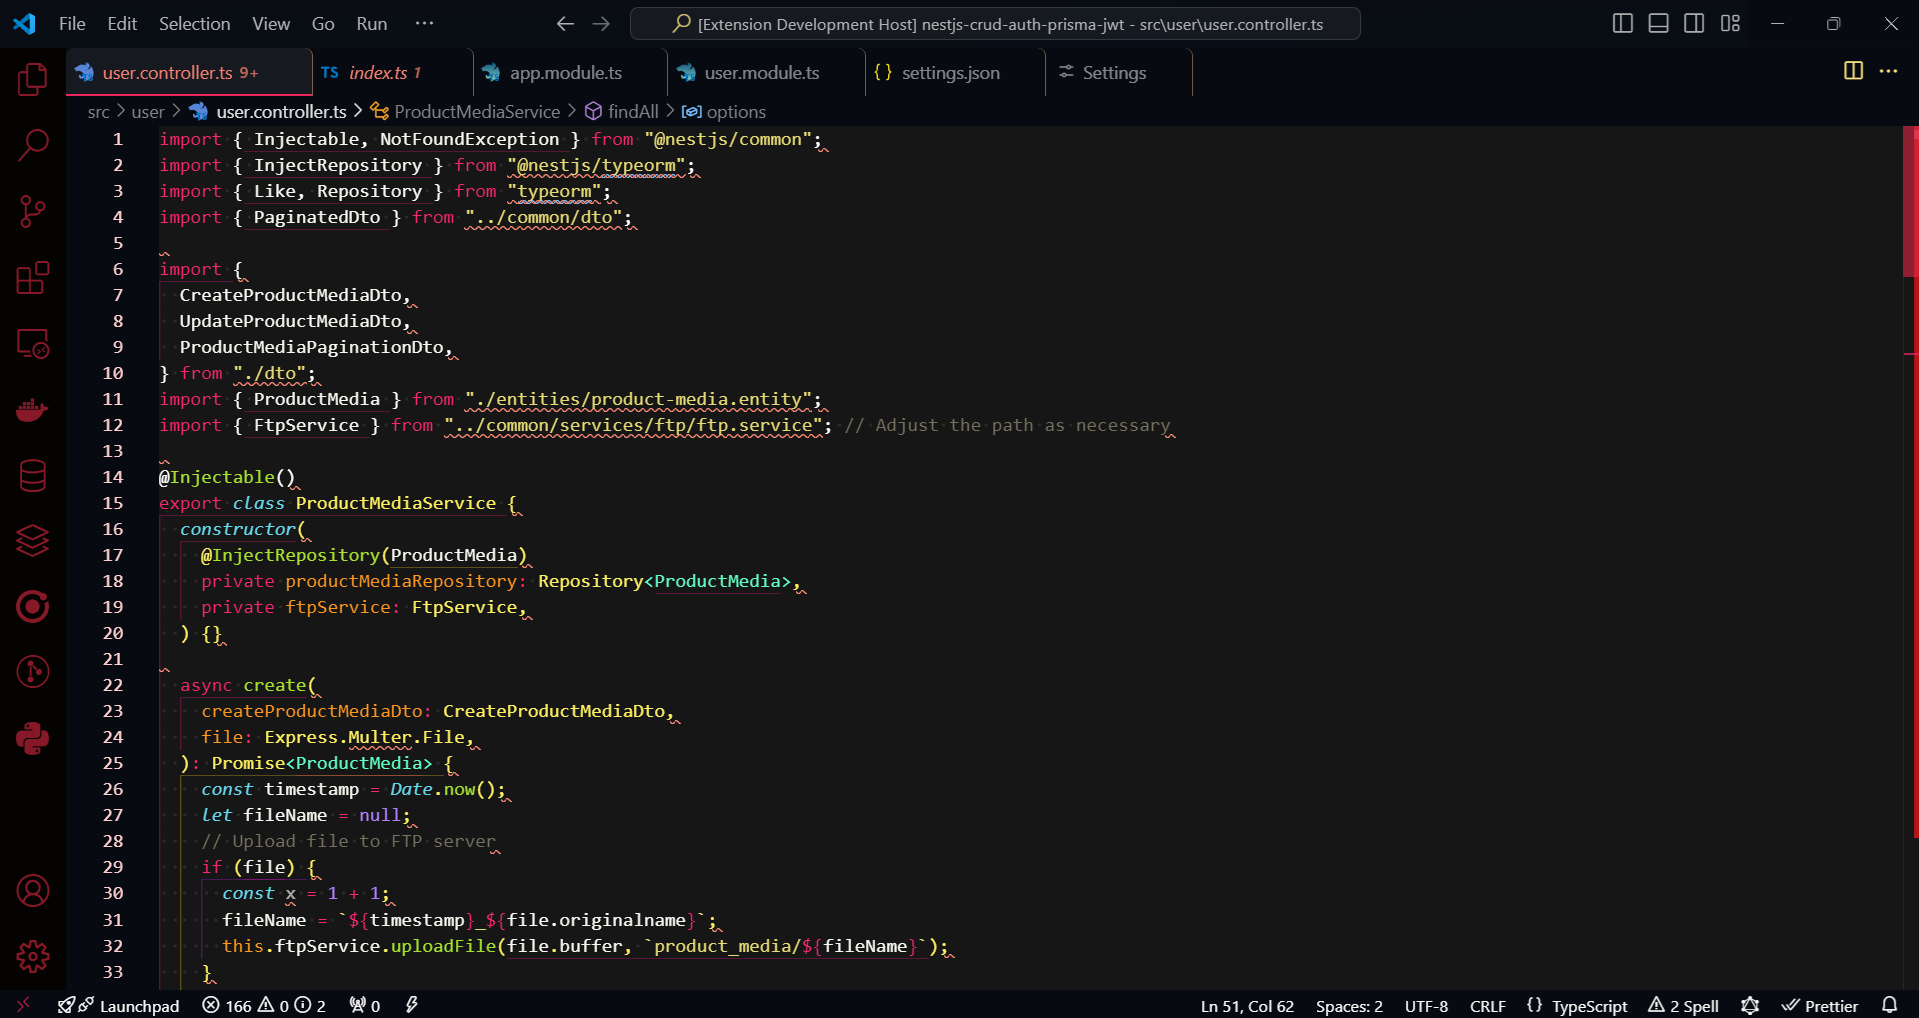 File Edit Selection View Go Run ··· [Extension Development Host] nestjs-crud-auth-prisma-jwt - src\user\user.controller.ts
user.controller.ts 9+ TS index.ts 1 app.module.ts user.module.ts {} settings.json Settings
src > user > user.controller.ts > ProductMediaService > findAll > options
1 import { Injectable, NotFoundException } from "@nestjs/common";
2 import { InjectRepository } from "@nestjs/typeorm";
3 import { Like, Repository } from "typeorm";
4 import { PaginatedDto } from "../common/dto";
5
6 import {
7 CreateProductMediaDto,
8 UpdateProductMediaDto,
9 ProductMediaPaginationDto,
10 } from "./dto";
11 import { ProductMedia } from "./entities/product-media.entity";
12 import { FtpService } from "../common/services/ftp/ftp.service"; // Adjust the path as necessary
13
14 @Injectable()
15 export class ProductMediaService {
16 constructor(
17 @InjectRepository(ProductMedia)
18 private productMediaRepository: Repository<ProductMedia>,
19 private ftpService: FtpService,
20 ) {}
21
22 async create(
23 createProductMediaDto: CreateProductMediaDto,
24 file: Express.Multer.File,
25 ): Promise<ProductMedia> {
26 const timestamp = Date.now();
27 let fileName = null;
28 // Upload file to FTP server
29 if (file) {
30 const x = 1 + 1;
31 fileName = `${timestamp}_${file.originalname}`;
32 this.ftpService.uploadFile(file.buffer, `product_media/${fileName}`);
33 }
Launchpad 166 0 2 0 Ln 51, Col 62 Spaces: 2 UTF-8 CRLF {} TypeScript 2 Spell Prettier